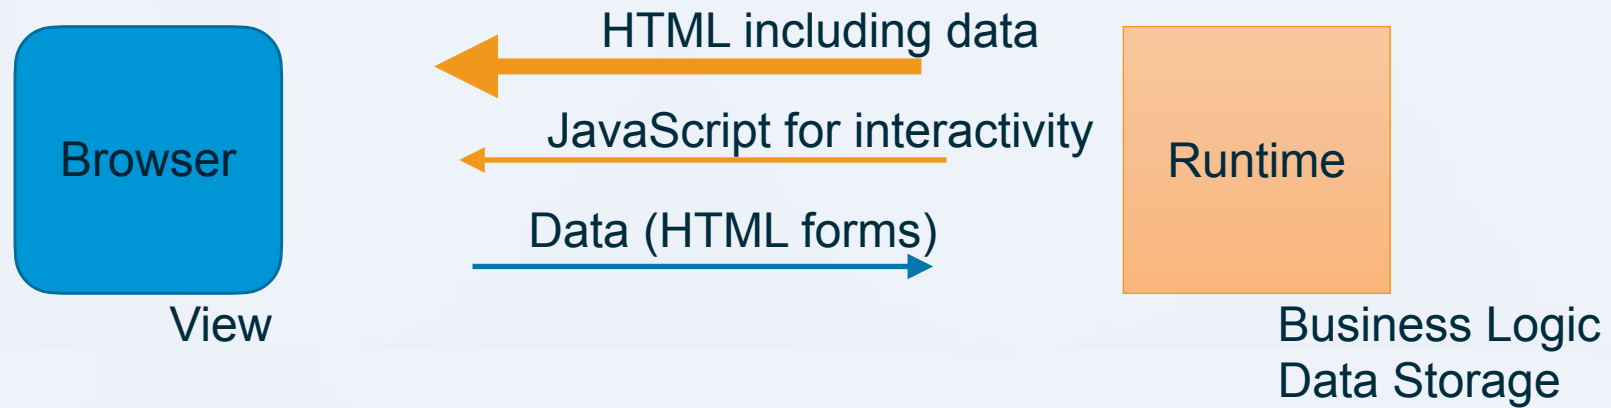 HTML including data
JavaScript for interactivity
Browser
Runtime
Data (HTML forms)
View
Business Logic
Data Storage